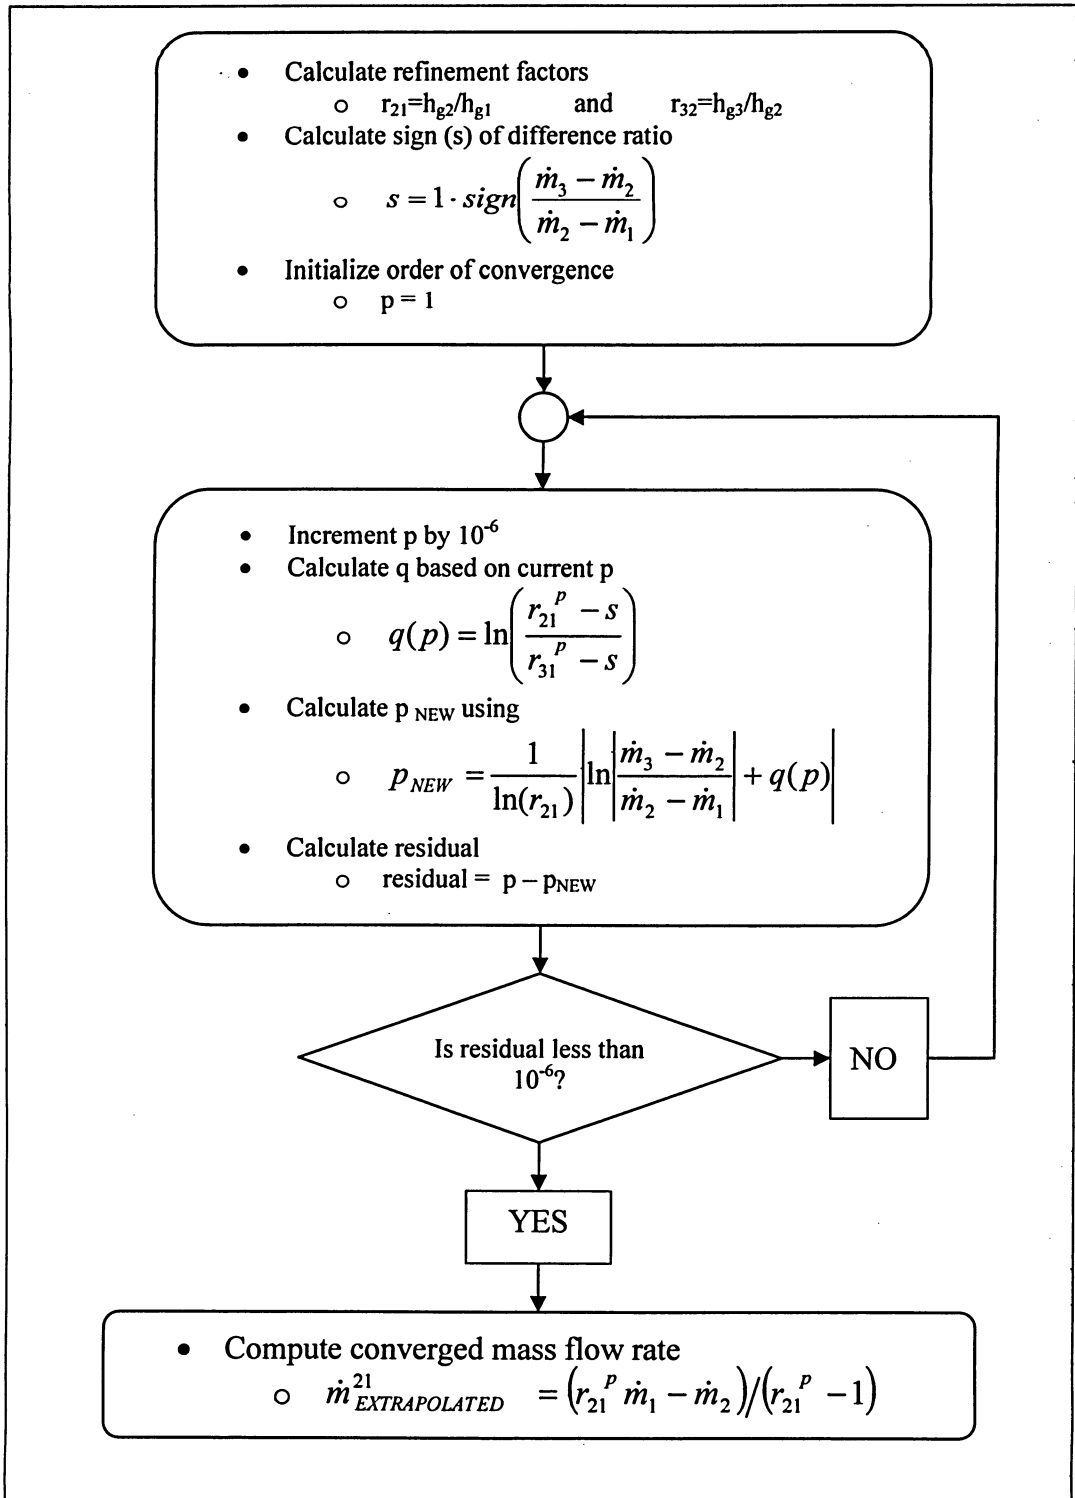 • Calculate refinement factors
o r21=hg2/hg1 and r32=hg3/hg2
• Calculate sign (s) of difference ratio
o s = 1 · sign((ṁ3 − ṁ2)/(ṁ2 − ṁ1))
• Initialize order of convergence
o p = 1
• Increment p by 10^-6
• Calculate q based on current p
o q(p) = ln((r21^p − s)/(r31^p − s))
• Calculate p NEW using
o pNEW = 1/ln(r21) |ln|(ṁ3 − ṁ2)/(ṁ2 − ṁ1)| + q(p)|
• Calculate residual
o residual = p – pNEW
Is residual less than
10^-6?
NO
YES
• Compute converged mass flow rate
o ṁ^21 EXTRAPOLATED = (r21^p ṁ1 − ṁ2)/(r21^p − 1)